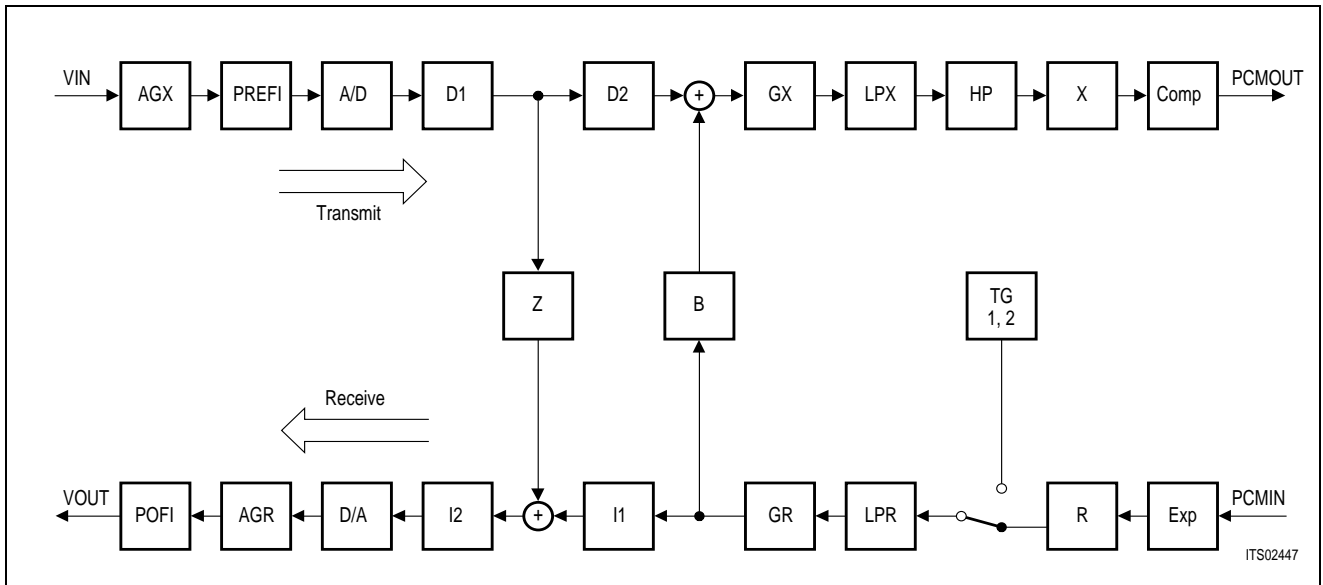 VIN
AGX
PREFI
A/D
D1
D2
+
GX
LPX
HP
X
Comp
PCMOUT
Transmit
Z
B
TG
1, 2
Receive
VOUT
POFI
AGR
D/A
I2
+
I1
GR
LPR
R
Exp
PCMIN
ITS02447